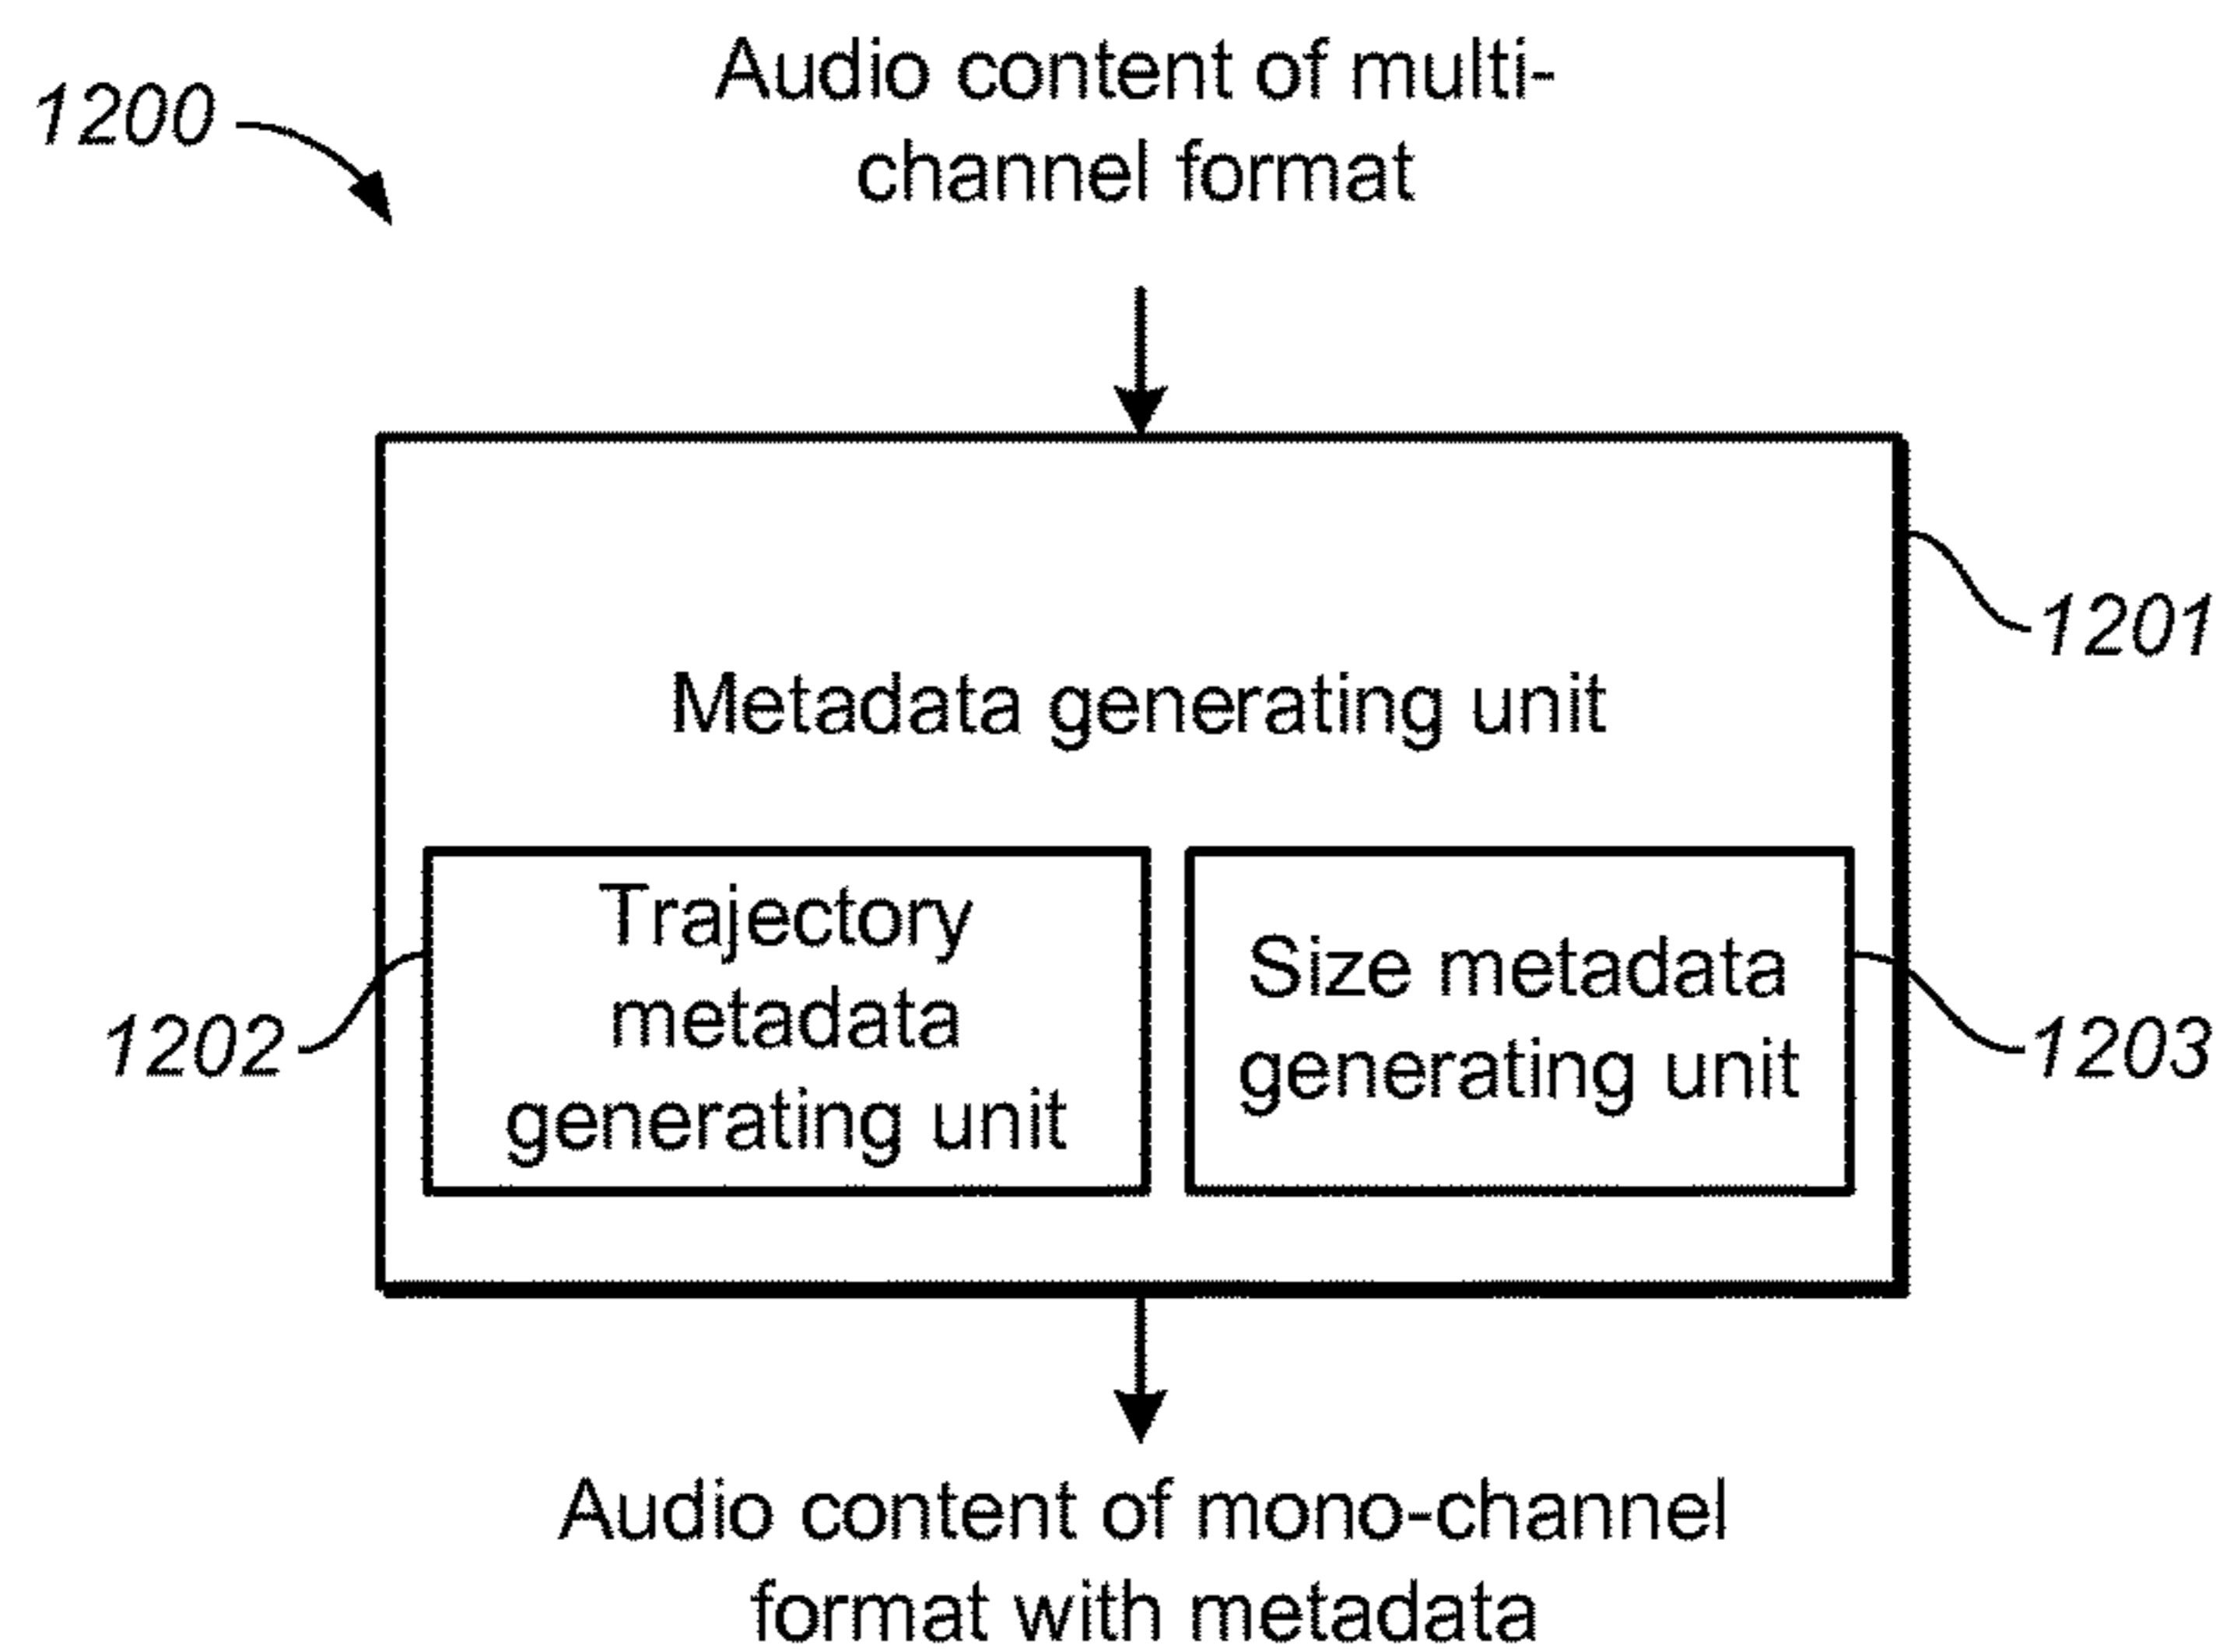 1200
Audio content of multi-
channel format
1201
Metadata generating unit
Trajectory
metadata
generating unit
1202
Size metadata
generating unit
1203
Audio content of mono-channel
format with metadata